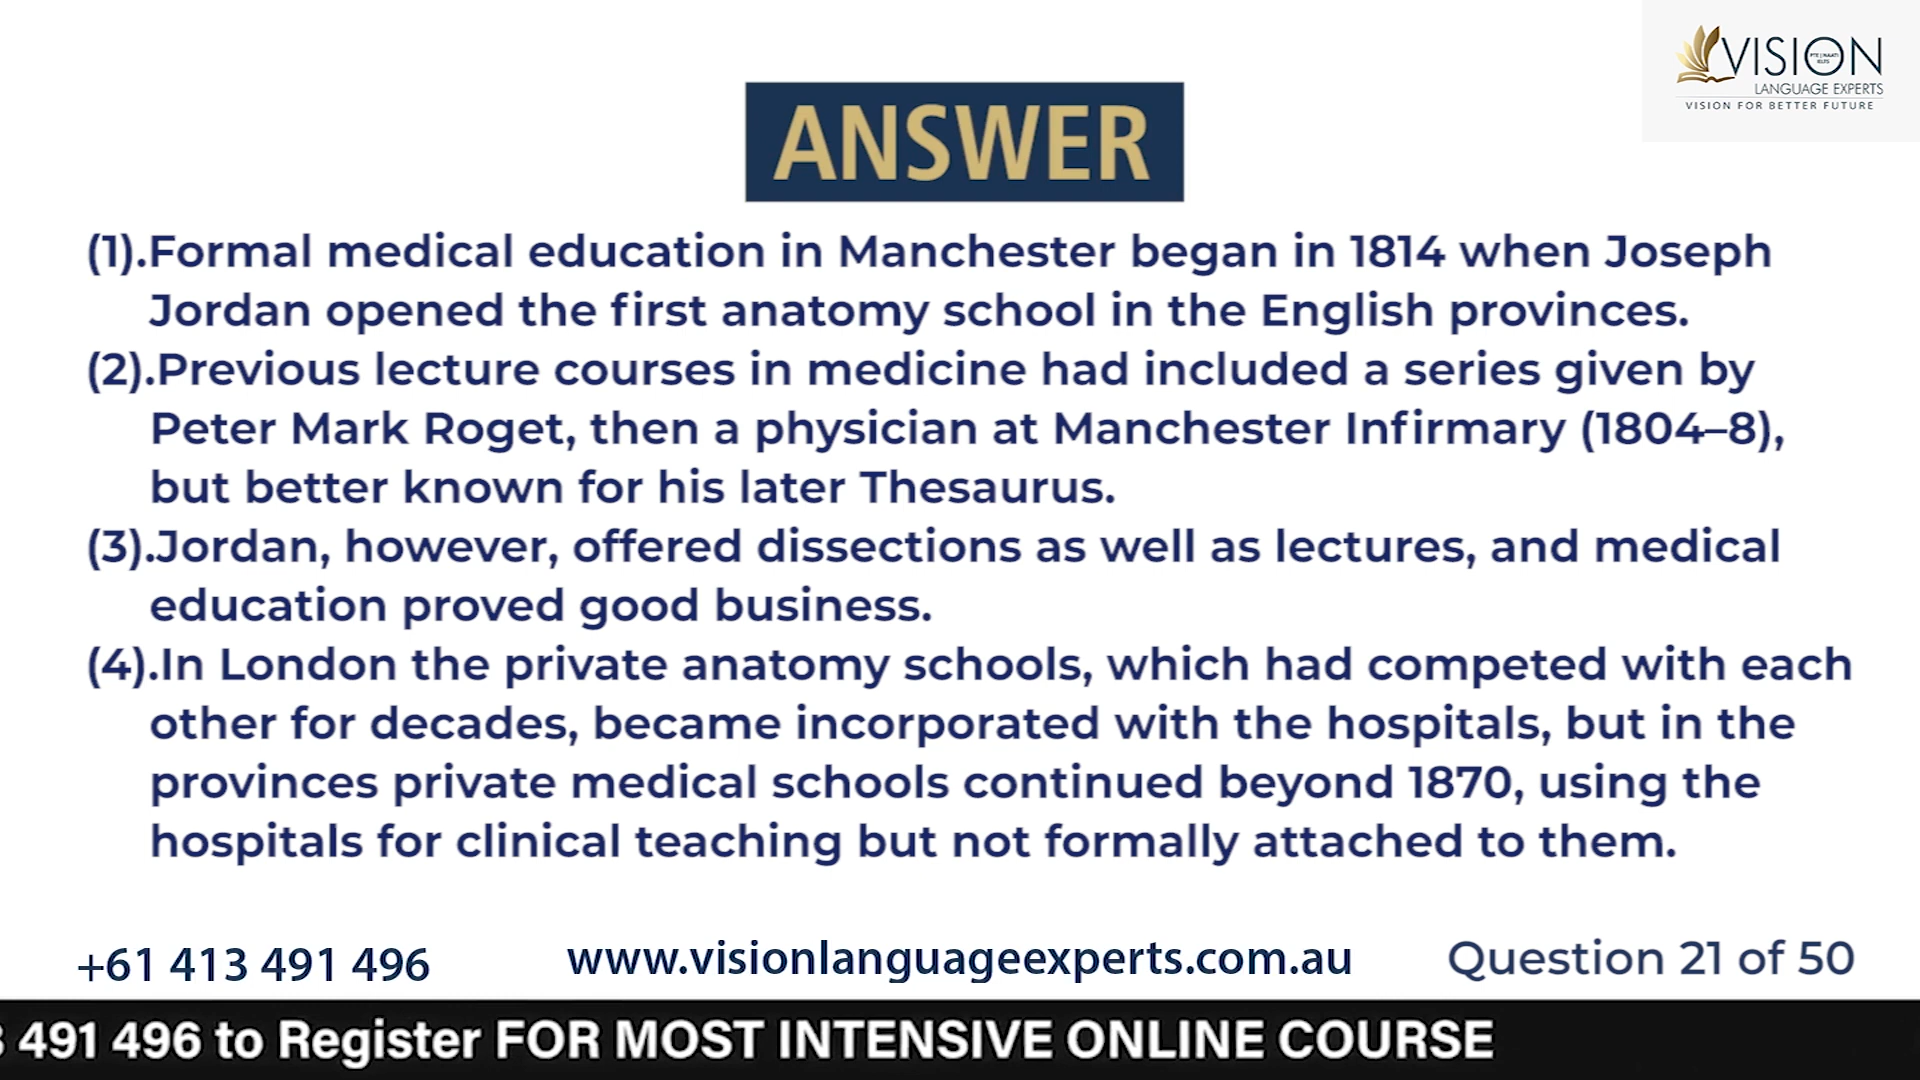 VISION
LANGUAGE EXPERTS
VISION FOR BETTER FUTURE
ANSWER
(1).Formal medical education in Manchester began in 1814 when Joseph
Jordan opened the first anatomy school in the English provinces.
(2).Previous lecture courses in medicine had included a series given by
Peter Mark Roget, then a physician at Manchester Infirmary (1804–8),
but better known for his later Thesaurus.
(3).Jordan, however, offered dissections as well as lectures, and medical
education proved good business.
(4).In London the private anatomy schools, which had competed with each
other for decades, became incorporated with the hospitals, but in the
provinces private medical schools continued beyond 1870, using the
hospitals for clinical teaching but not formally attached to them.
+61 413 491 496
www.visionlanguageexperts.com.au
Question 21 of 50
491 496 to Register FOR MOST INTENSIVE ONLINE COURSE